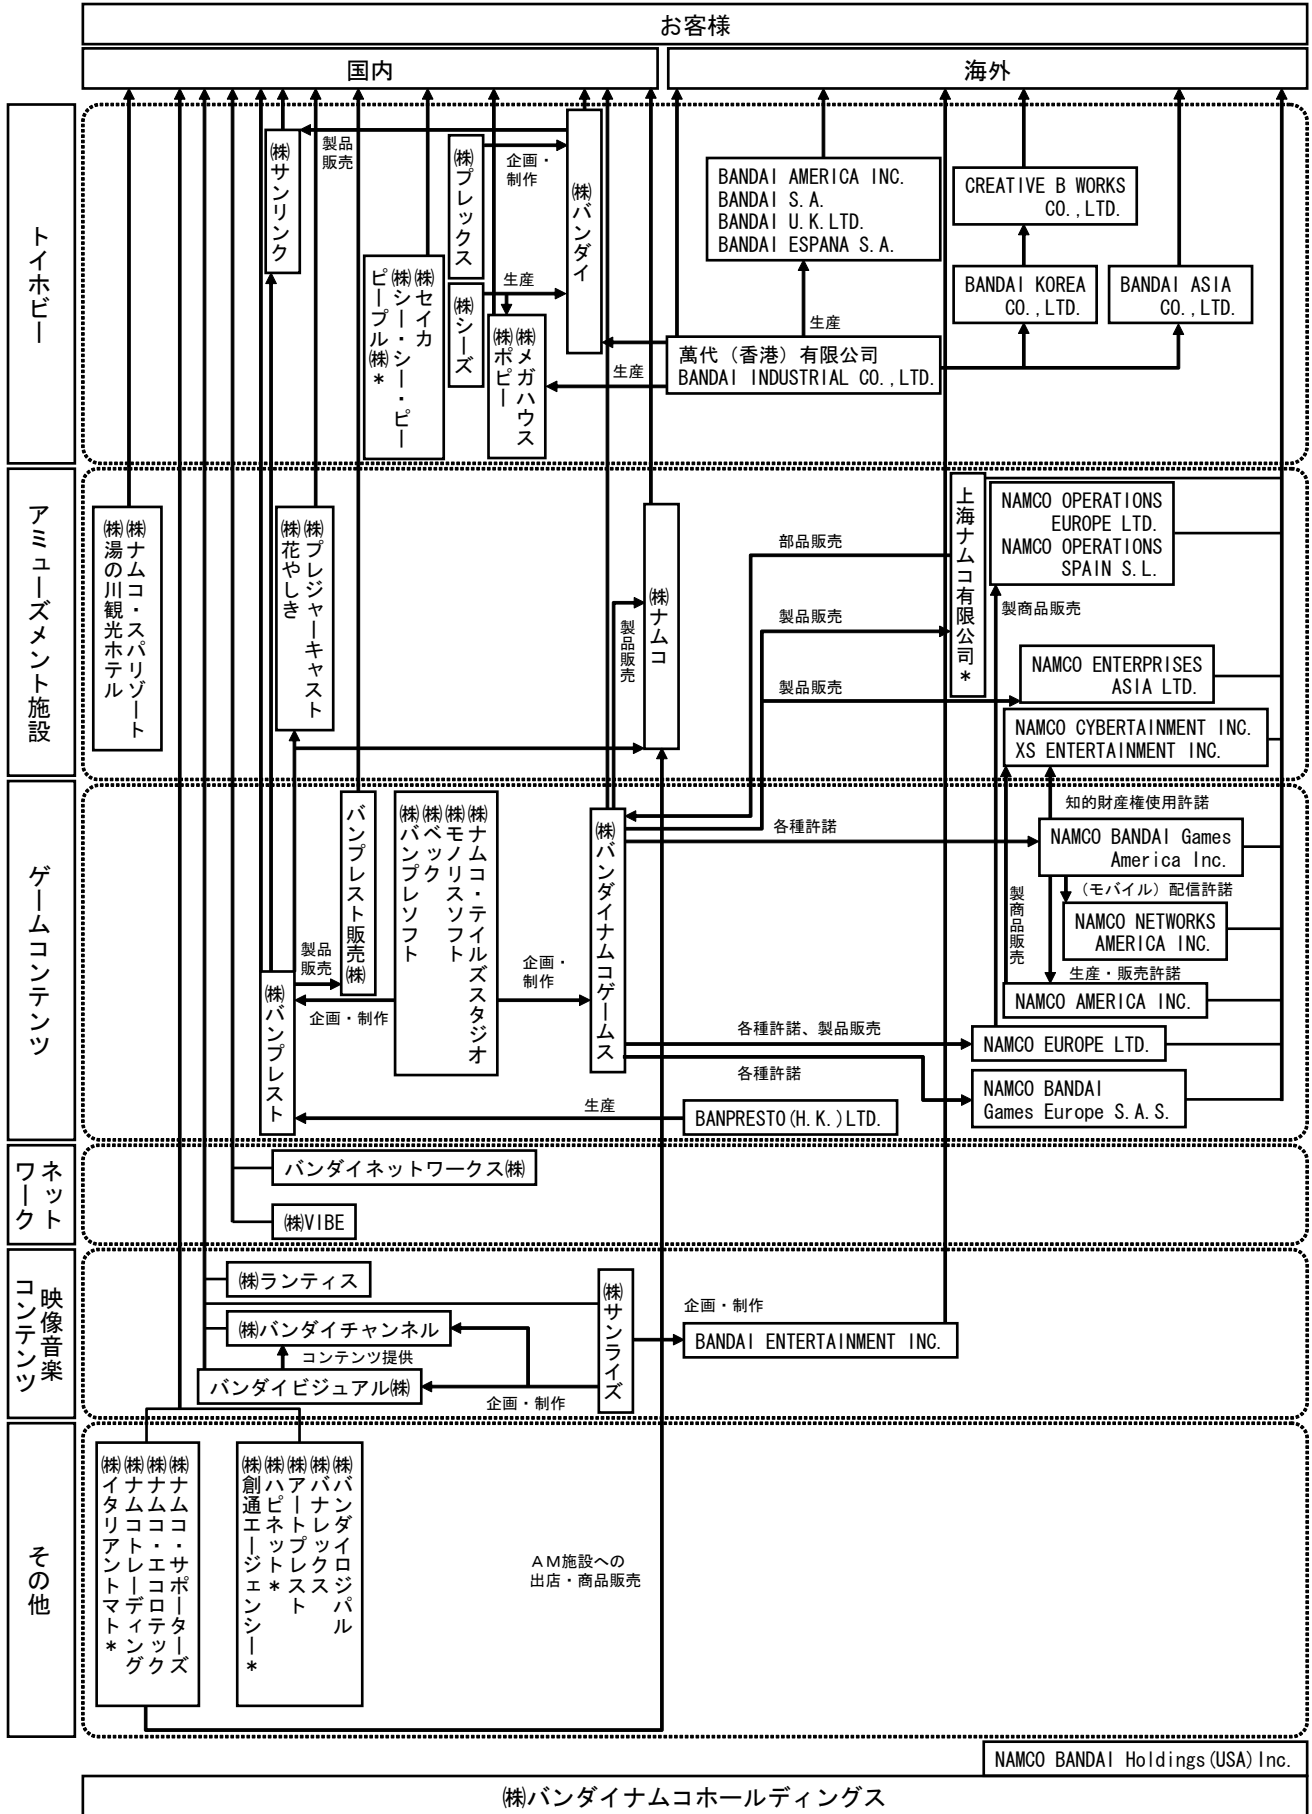 お客様
国内
海外
トイホビー
㈱サンリンク
製品
販売
㈱プレックス
企画・
制作
㈱バンダイ
BANDAI AMERICA INC.
BANDAI S.A.
BANDAI U.K.LTD.
BANDAI ESPANA S.A.
CREATIVE B WORKS
CO.,LTD.
㈱セイカ
㈱シー・シー・ピー
ピープル㈱*
生産
㈱シーズ
㈱メガハウス
㈱ポピー
生産
生産
萬代（香港）有限公司
BANDAI INDUSTRIAL CO.,LTD.
BANDAI KOREA
CO.,LTD.
BANDAI ASIA
CO.,LTD.
アミューズメント施設
㈱ナムコ・スパリゾート
㈱湯の川観光ホテル
㈱プレジャーキャスト
㈱花やしき
製品販売
㈱ナムコ
部品販売
製品販売
製品販売
上海ナムコ有限公司*
NAMCO OPERATIONS
EUROPE LTD.
NAMCO OPERATIONS
SPAIN S.L.
製商品販売
NAMCO ENTERPRISES
ASIA LTD.
NAMCO CYBERTAINMENT INC.
XS ENTERTAINMENT INC.
ゲームコンテンツ
㈱バンプレスト
製品
販売
バンプレスト販売㈱
企画・制作
㈱ナムコ・テイルズスタジオ
㈱モノリスソフト
㈱ベック
㈱バンプレソフト
企画・
制作
㈱バンダイナムコゲームス
各種許諾
知的財産権使用許諾
NAMCO BANDAI Games
America Inc.
（モバイル）配信許諾
製商品販売
NAMCO NETWORKS
AMERICA INC.
生産・販売許諾
NAMCO AMERICA INC.
各種許諾、製品販売
NAMCO EUROPE LTD.
各種許諾
NAMCO BANDAI
Games Europe S.A.S.
生産
BANPRESTO(H.K.)LTD.
ネット
ワーク
バンダイネットワークス㈱
㈱VIBE
映像音楽
コンテンツ
㈱ランティス
㈱バンダイチャンネル
コンテンツ提供
バンダイビジュアル㈱
企画・制作
㈱サンライズ
企画・制作
BANDAI ENTERTAINMENT INC.
その他
㈱ナムコ・サポーターズ
㈱ナムコ・エコロテック
㈱ナムコトレーディング
㈱イタリアントマト*
㈱バンダイロジパル
㈱バナレックス
㈱アートプレスト
㈱ハピネット*
㈱創通エージェンシー*
ＡＭ施設への
出店・商品販売
NAMCO BANDAI Holdings(USA)Inc.
㈱バンダイナムコホールディングス